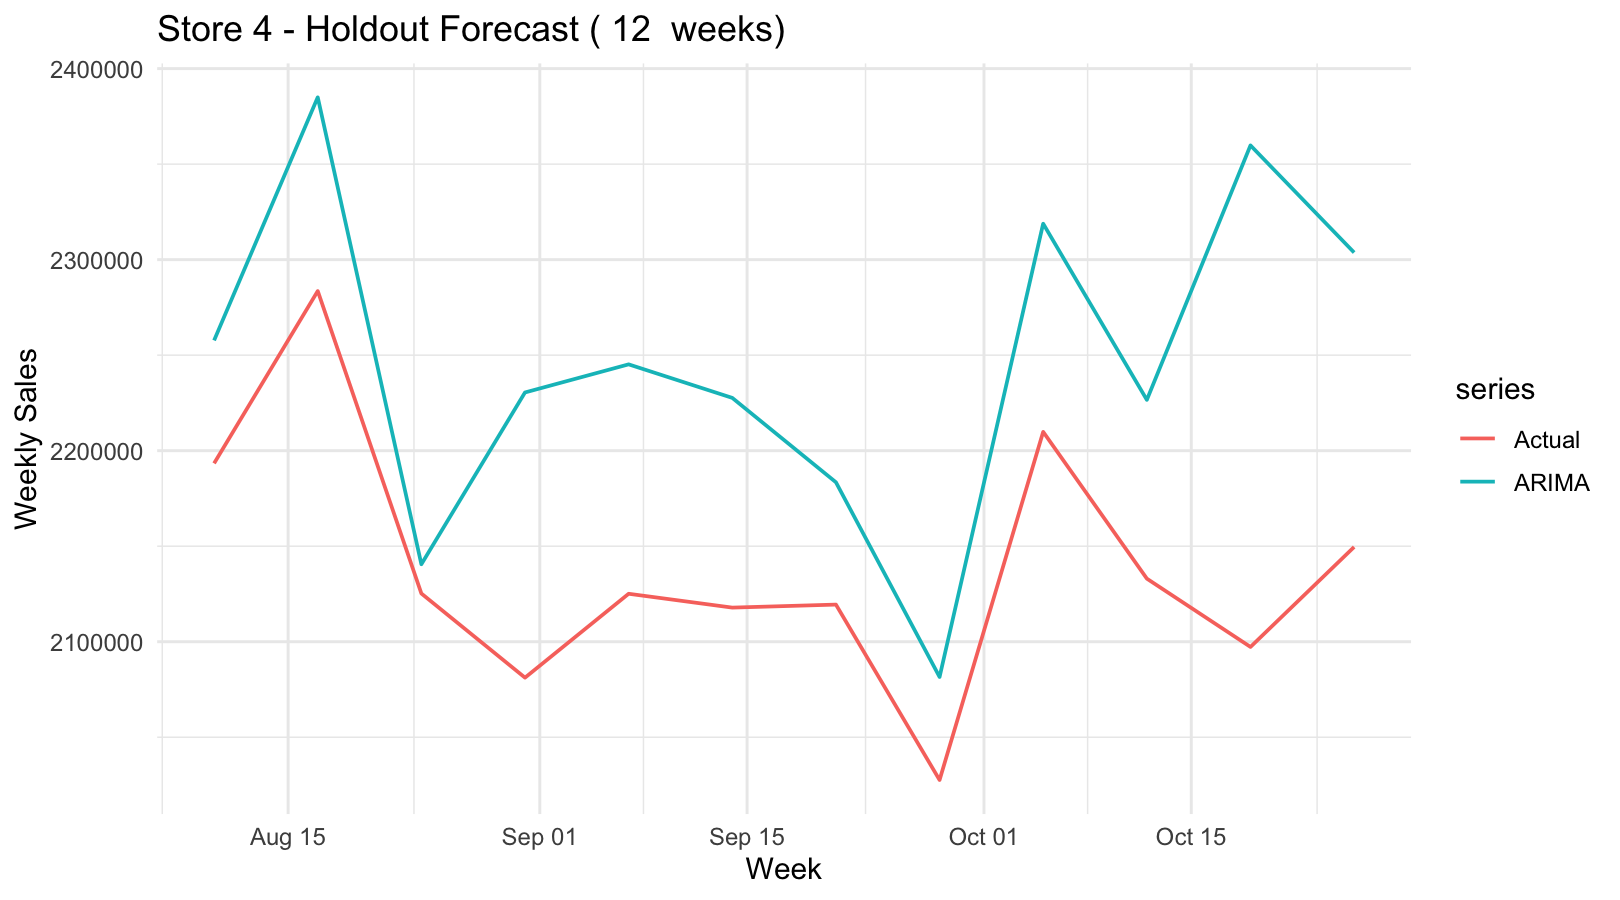 Store 4 - Holdout Forecast ( 12  weeks)
2400000
2300000
2200000
2100000
Weekly Sales
Aug 15
Sep 01
Sep 15
Oct 01
Oct 15
Week
series
Actual
ARIMA